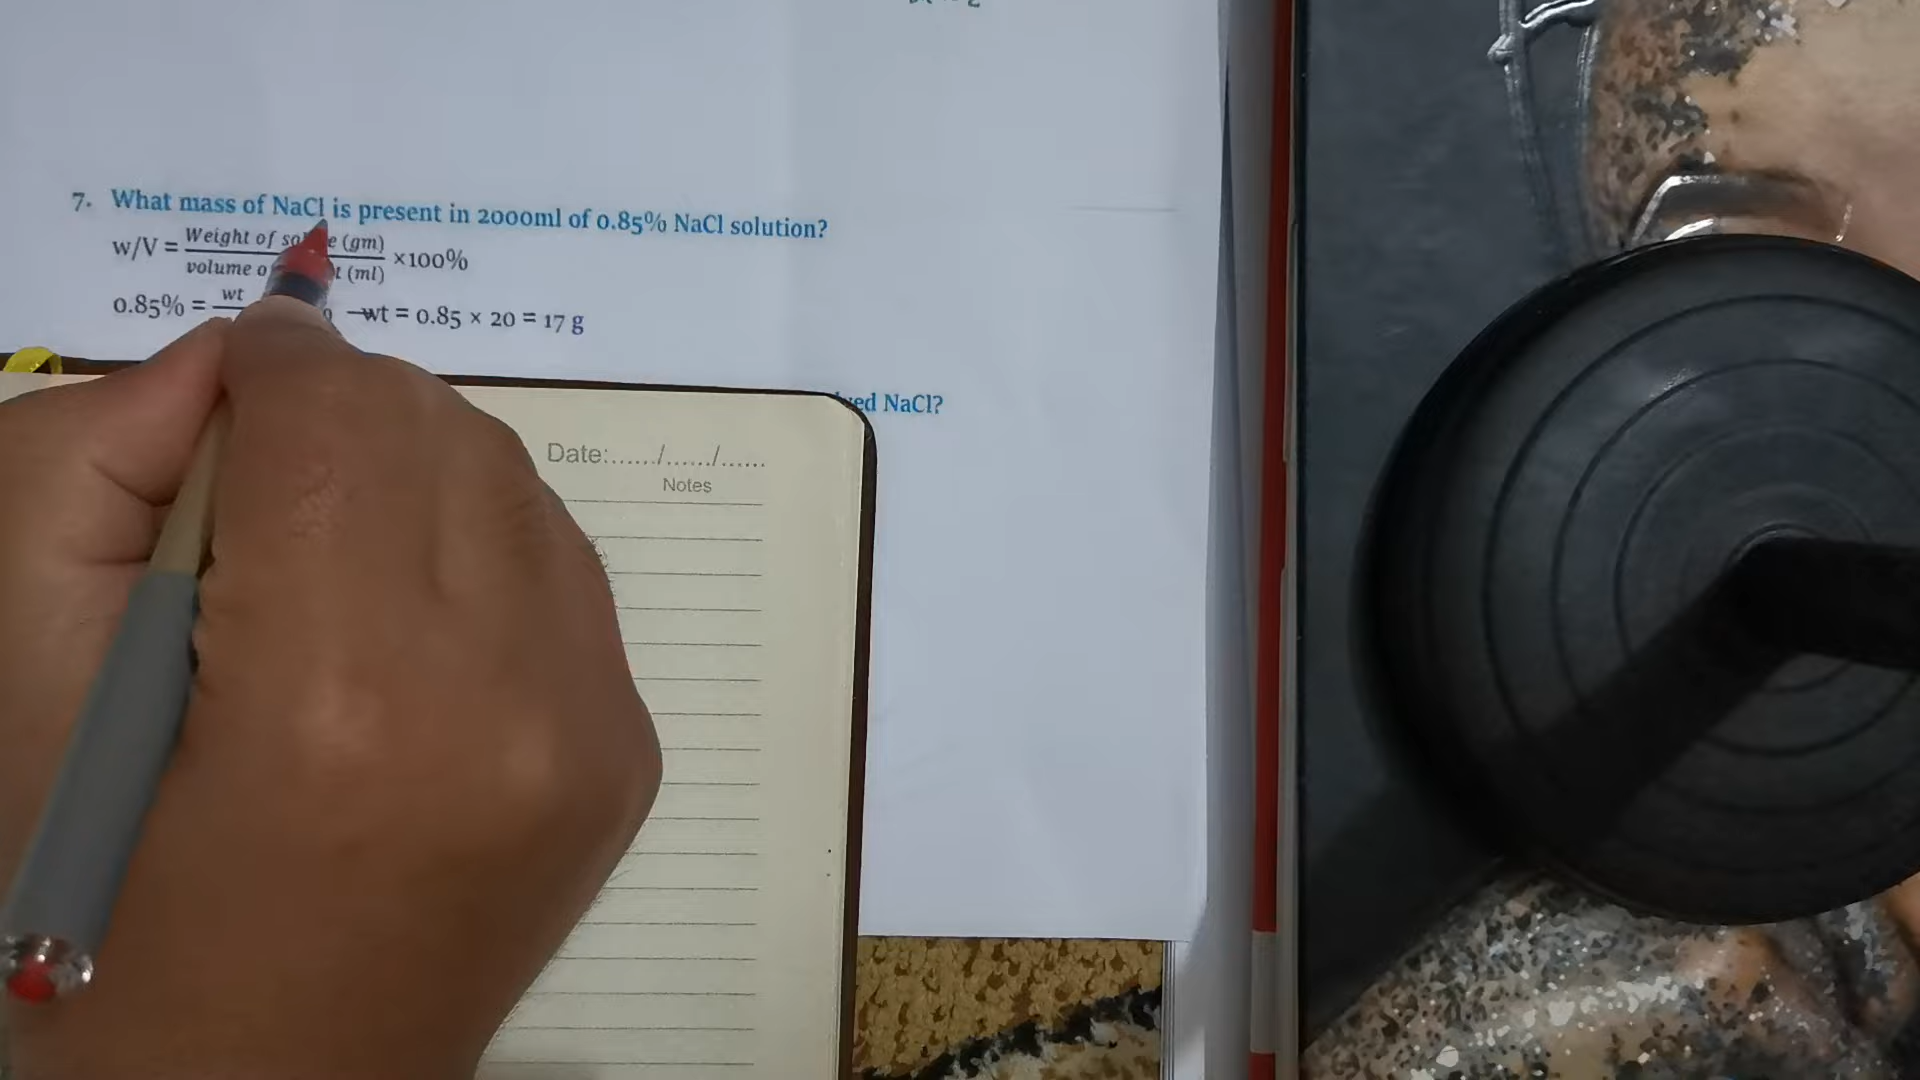 7. What mass of NaCl is present in 2000ml of 0.85% NaCl solution?
w/V = Weight of (gm)
volume (ml) ×100%
0.85% = wt wt = 0.85 × 20 = 17 g
NaCl?
Date:....../....../......
Notes